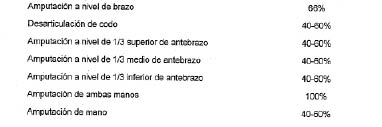 Amputación a nivel de brazo 66%
Desarticulación de codo 40-60%
Amputación a nivel de 1/3 superior de antebrazo 40-60%
Amputación a nivel de 1/3 medio de antebrazo 40-60%
Amputación a nivel de 1/3 inferior de antebrazo 40-60%
Amputación de ambas manos 100%
Amputación de mano 40-60%